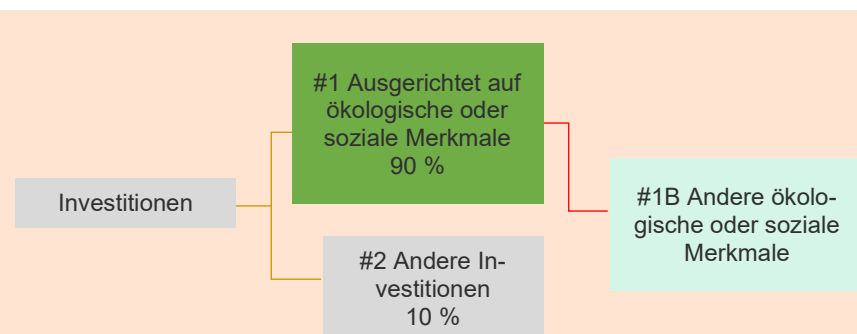 #1 Ausgerichtet auf
ökologische oder
soziale Merkmale
90 %
Investitionen
#1B Andere ökolo-
gische oder soziale
Merkmale
#2 Andere In-
vestitionen
10 %